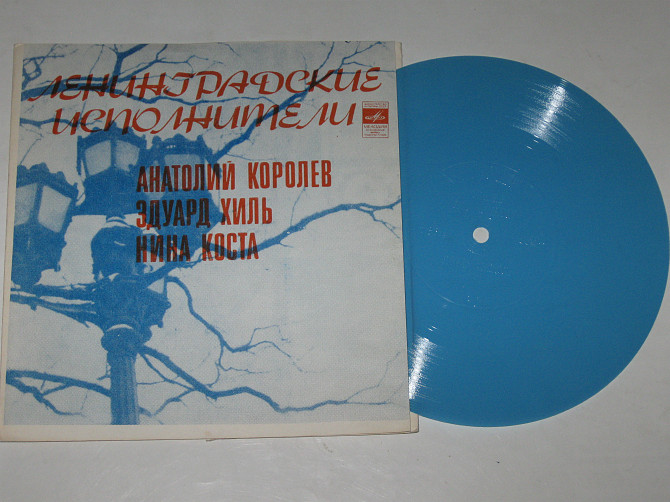 ЛЕНИНГРАДСКИЕ
ИСПОЛНИТЕЛИ
АНАТОЛИЙ КОРОЛЕВ
ЭДУАРД ХИЛЬ
НИНА КОСТА